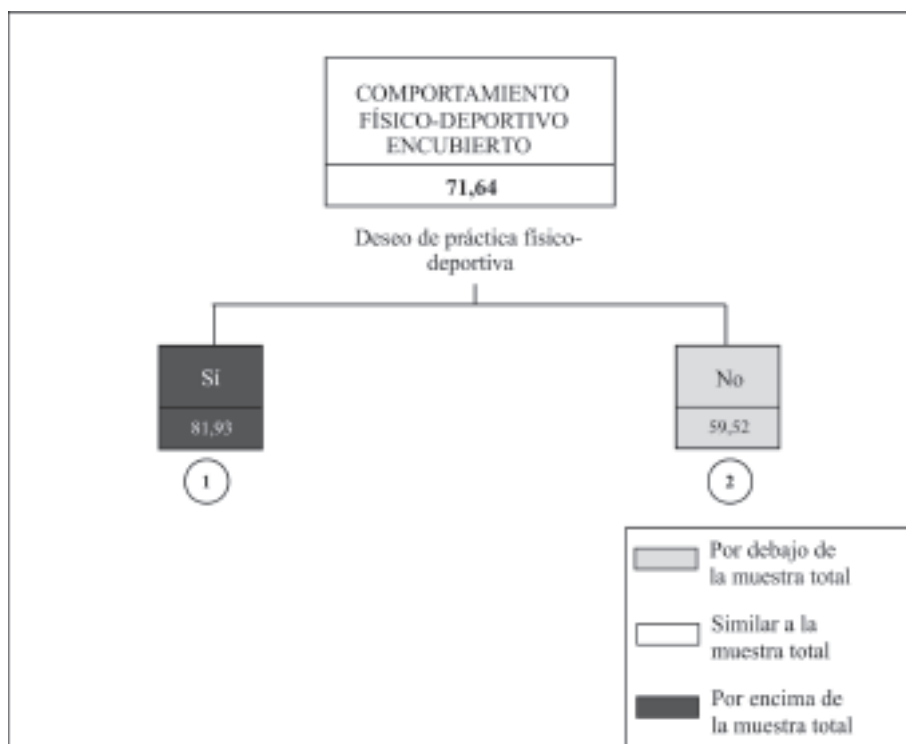 COMPORTAMIENTO
FÍSICO-DEPORTIVO
ENCUBIERTO
71,64
Deseo de práctica físico-
deportiva
Sí
81,93
1
No
59,52
2
Por debajo de
la muestra total
Similar a la
muestra total
Por encima de
la muestra total